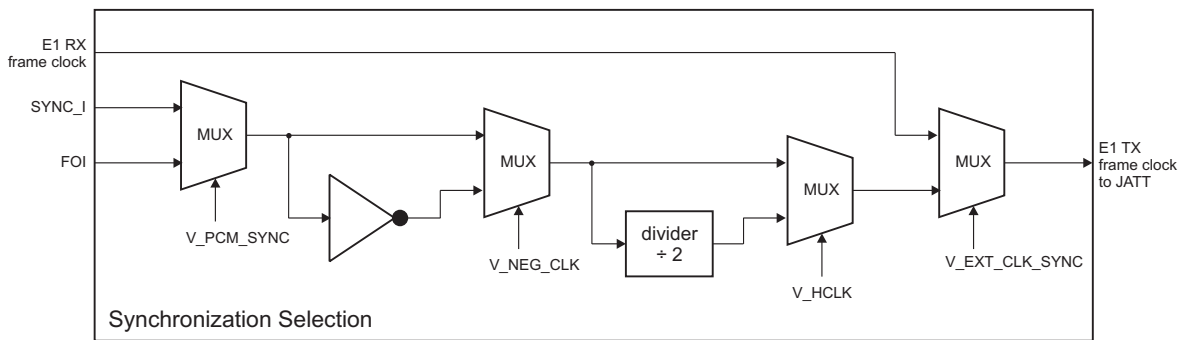 E1 RX
frame clock
SYNC_I
FOI
MUX
V_PCM_SYNC
MUX
V_NEG_CLK
divider
÷ 2
MUX
V_HCLK
MUX
V_EXT_CLK_SYNC
E1 TX
frame clock
to JATT
Synchronization Selection